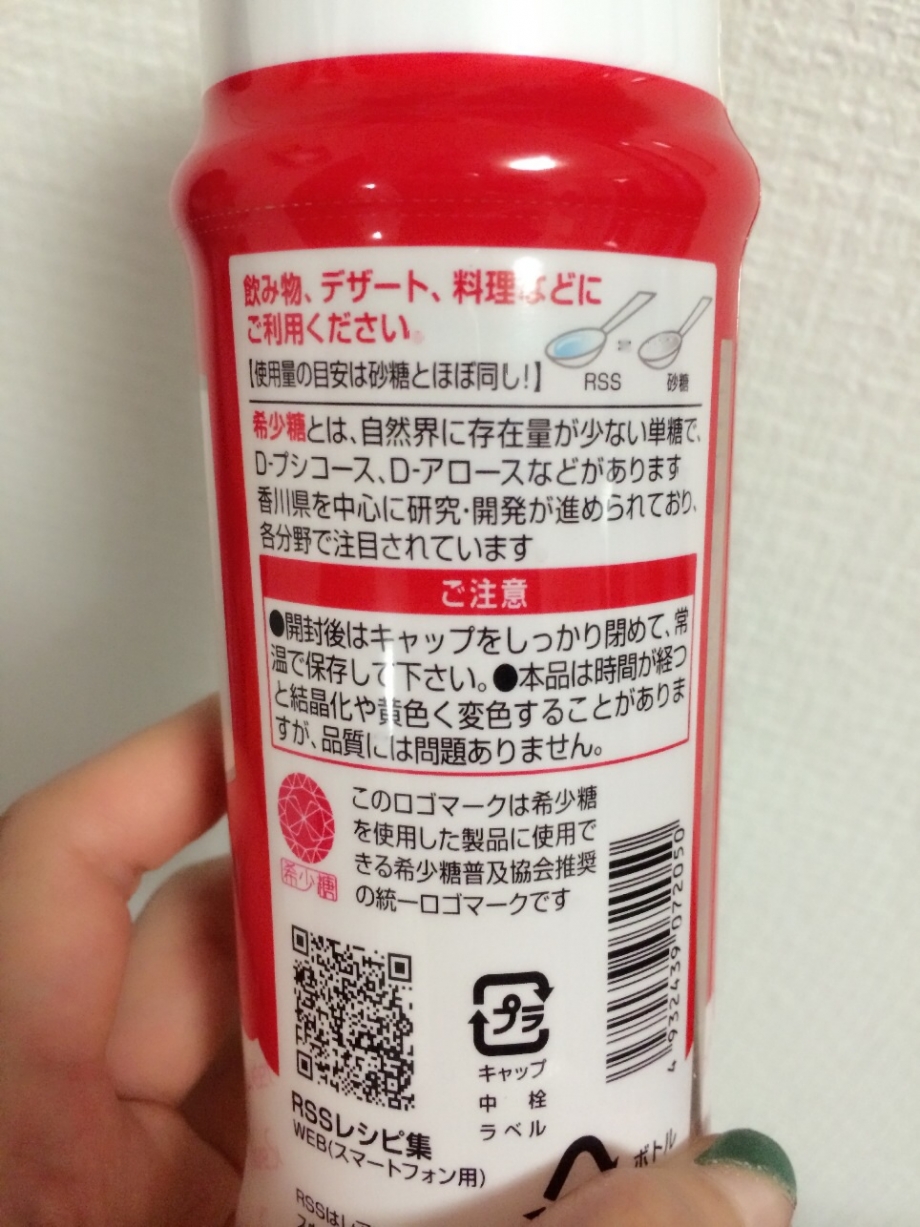 飲み物、デザート、料理などに
ご利用ください。
【使用量の目安は砂糖とほぼ同し!】
RSS
砂糖
希少糖とは、自然界に存在量が少ない単糖で、
D-プシコース、D-アロースなどがあります
香川県を中心に研究・開発が進められており、
各分野で注目されています
ご注意
●開封後はキャップをしっかり閉めて、常
温で保存して下さい。●本品は時間が経つ
と結晶化や黄色く変色することがありま
すが、品質には問題ありません。
このロゴマークは希少糖
を使用した製品に使用で
きる希少糖普及協会推奨
の統一ロゴマークです
希少糖
4932439072050
プラ
キャップ
中 栓
ラベル
RSSレシピ集
WEB(スマートフォン用)
ボトル
RSSはレ